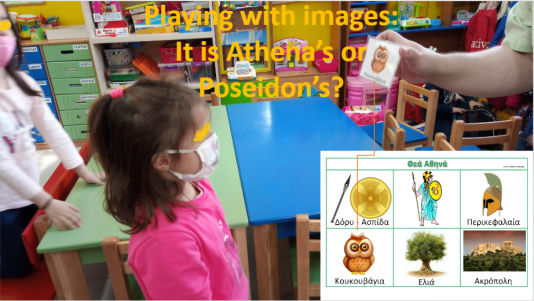 Playing with images:
It is Athena's or
Poseidon's?
Θεά Αθηνά
Δόρυ - Ασπίδα
Περικεφαλαία
Κουκουβάγια
Ελιά
Ακρόπολη